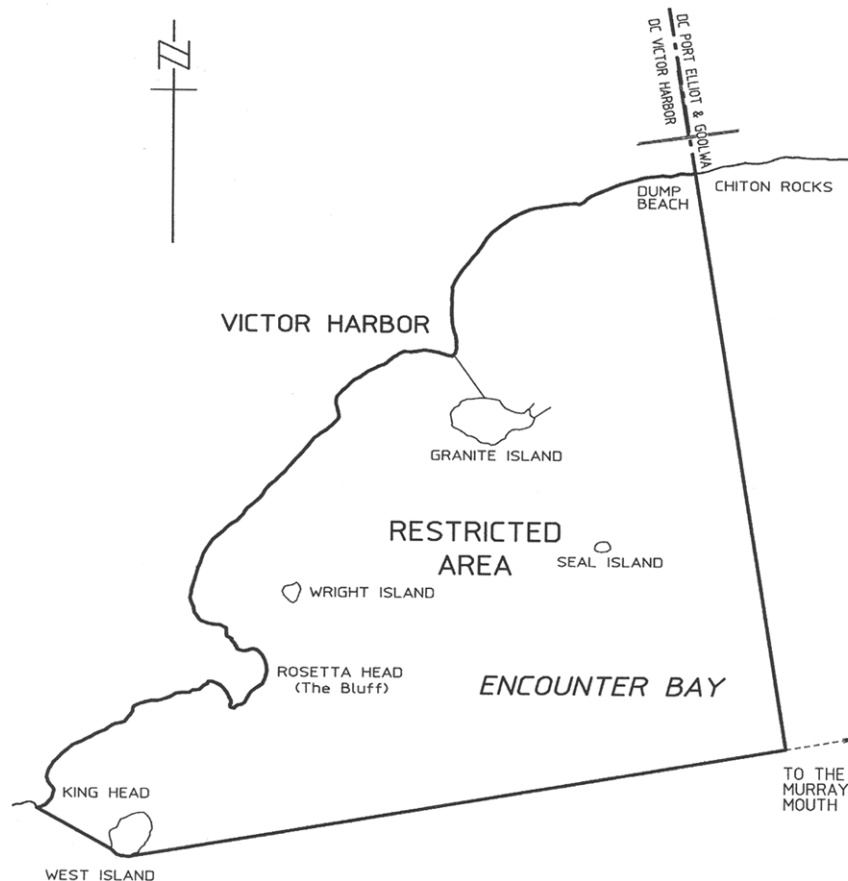 N
DC PORT ELLIOT & GOOLWA
DC VICTOR HARBOR
DUMP
BEACH
CHITON ROCKS
VICTOR HARBOR
GRANITE ISLAND
RESTRICTED
AREA
SEAL ISLAND
WRIGHT ISLAND
ROSETTA HEAD
(The Bluff)
ENCOUNTER BAY
KING HEAD
TO THE
MURRAY
MOUTH
WEST ISLAND